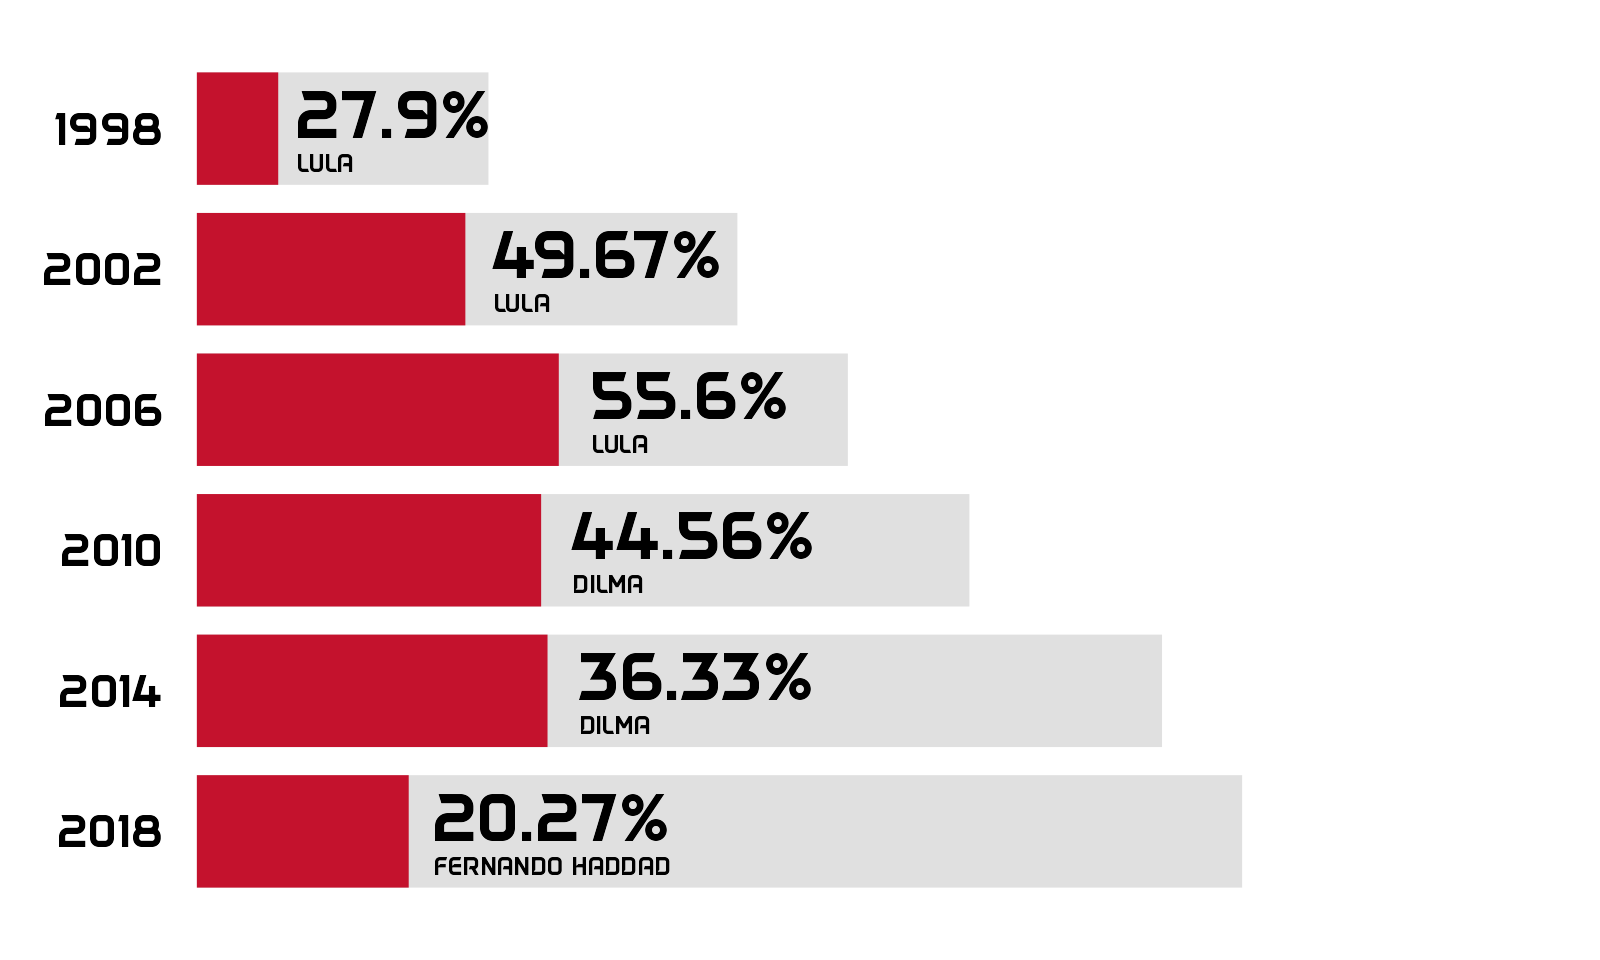 1998
27.9%
LULA
2002
49.67%
LULA
2006
55.6%
LULA
2010
44.56%
DILMA
2014
36.33%
DILMA
2018
20.27%
FERNANDO HADDAD